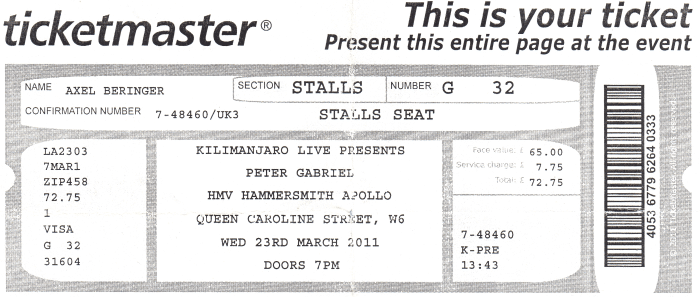 ticketmaster®
This is your ticket
Present this entire page at the event
NAME AXEL BERINGER
SECTION STALLS
NUMBER G 32
CONFIRMATION NUMBER 7-48460/UK3
STALLS SEAT
LA2303
7MAR1
ZIP458
72.75
1
VISA
G 32
31604
KILIMANJARO LIVE PRESENTS
PETER GABRIEL
HMV HAMMERSMITH APOLLO
QUEEN CAROLINE STREET, W6
WED 23RD MARCH 2011
DOORS 7PM
Face value: £ 65.00
Service charge: £ 7.75
Total: £ 72.75
7-48460
K-PRE
13:43
4053 6779 6264 0333